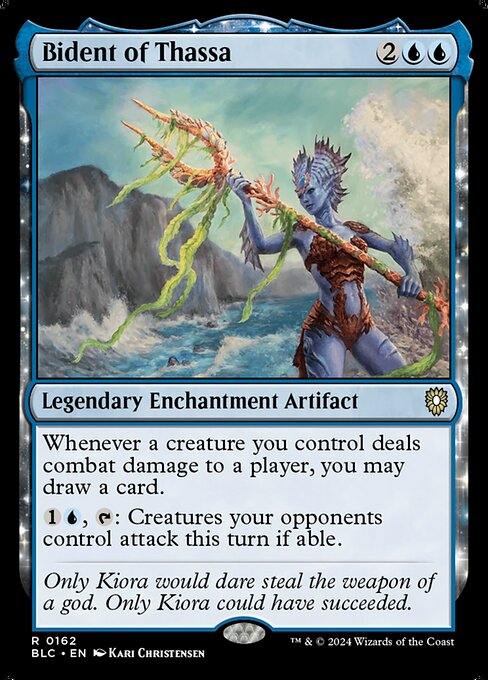 Bident of Thassa 2
Legendary Enchantment Artifact
Whenever a creature you control deals
combat damage to a player, you may
draw a card.
1, : Creatures your opponents
control attack this turn if able.
Only Kiora would dare steal the weapon of
a god. Only Kiora could have succeeded.
R 0162
™ & © 2024 Wizards of the Coast
BLC • EN Kari Christensen